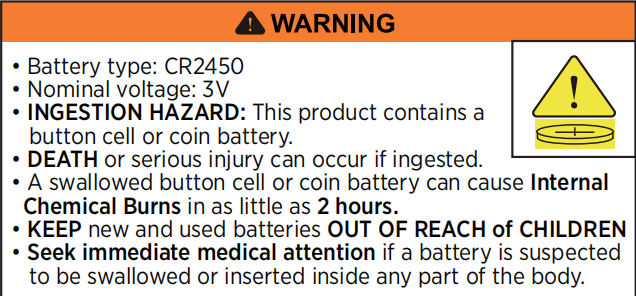 WARNING
• Battery type: CR2450
• Nominal voltage: 3V
• INGESTION HAZARD: This product contains a
button cell or coin battery.
• DEATH or serious injury can occur if ingested.
• A swallowed button cell or coin battery can cause Internal
Chemical Burns in as little as 2 hours.
• KEEP new and used batteries OUT OF REACH of CHILDREN
• Seek immediate medical attention if a battery is suspected
to be swallowed or inserted inside any part of the body.